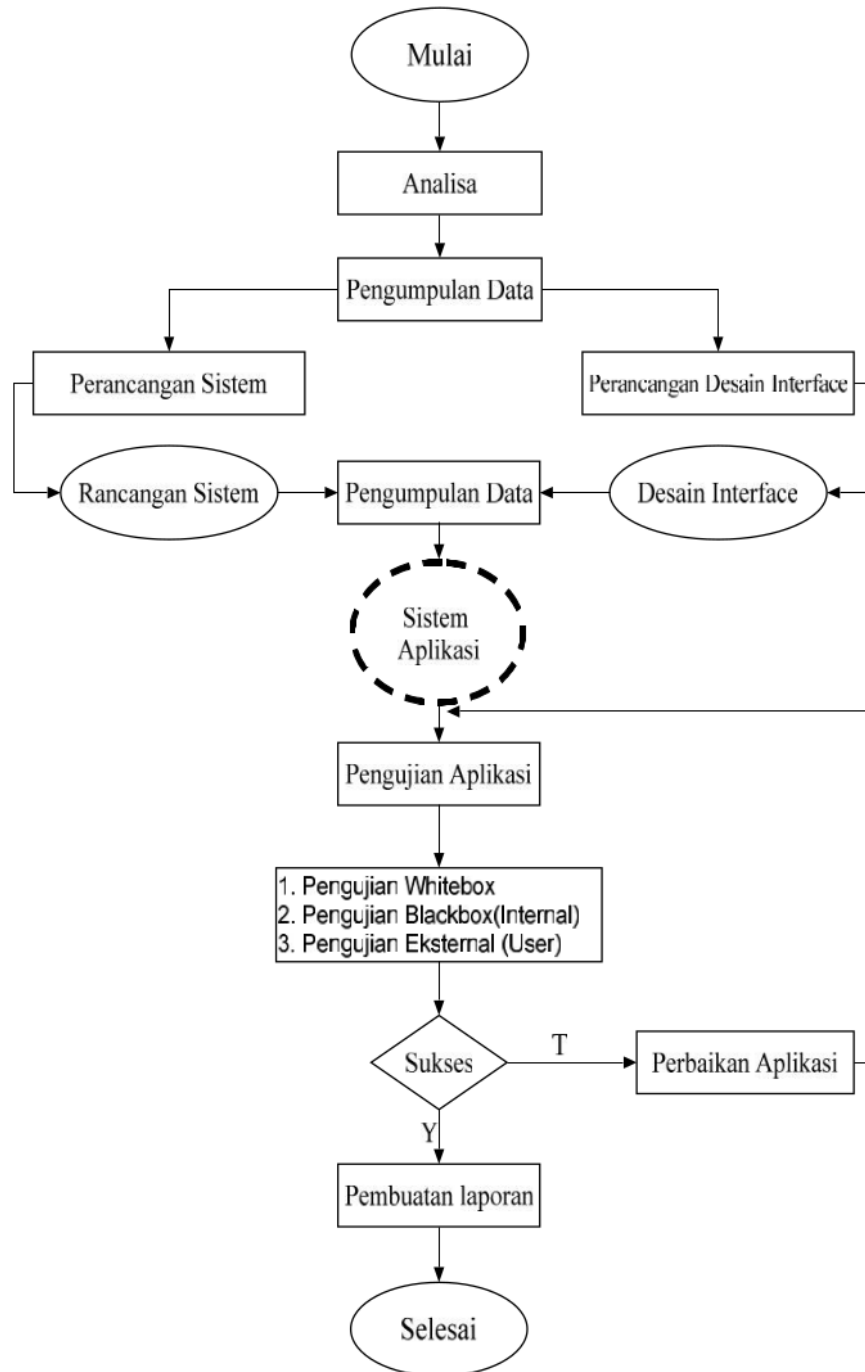 Mulai
Analisa
Pengumpulan Data
Perancangan Sistem
Perancangan Desain Interface
Rancangan Sistem
Pengumpulan Data
Desain Interface
Sistem
Aplikasi
Pengujian Aplikasi
1. Pengujian Whitebox
2. Pengujian Blackbox(Internal)
3. Pengujian Eksternal (User)
Sukses
T
Perbaikan Aplikasi
Y
Pembuatan laporan
Selesai